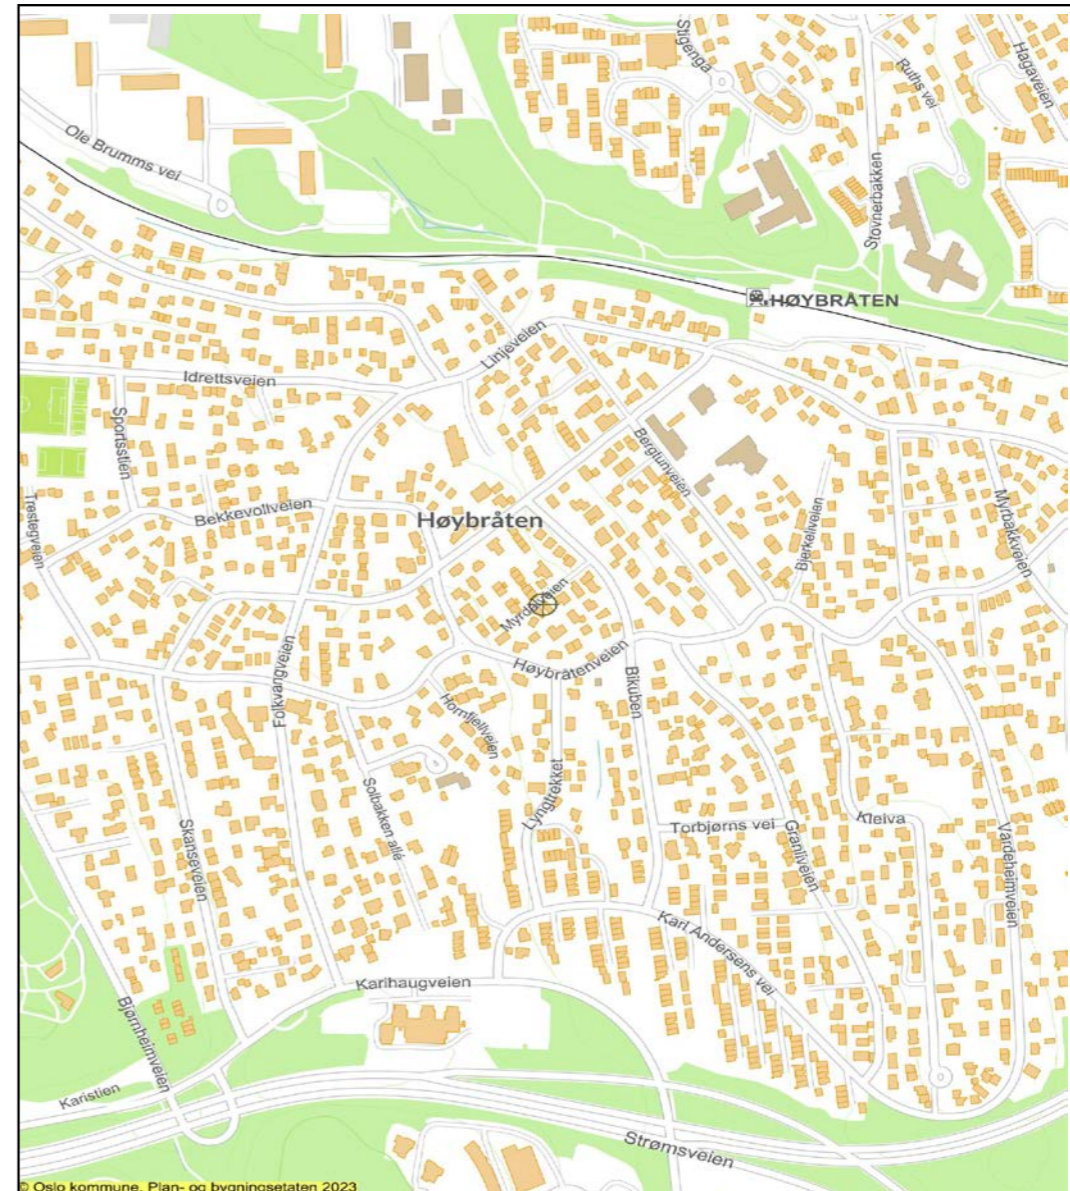 Stigenga
Ruths vei
Hagaveien
Ole Brumms vei
Stovnerbakken
HØYBRÅTEN
Linjeveien
Idrettsveien
Sportsstien
Bergtunveien
Trestegveien
Bekkevollveien
Høybråten
Bjerkeliveien
Myrbakkveien
Myrdalveien
Høybråtenveien
Folkvangveien
Bikuben
Hornfjellveien
Lyngtrekket
Solbakken allé
Skanseveien
Torbjørns vei
Granliveien
Kleiva
Vardeheimveien
Karl Andersens vei
Karihaugveien
Bjørnheimveien
Karistien
Strømsveien
© Oslo kommune, Plan- og bygningsetaten 2023